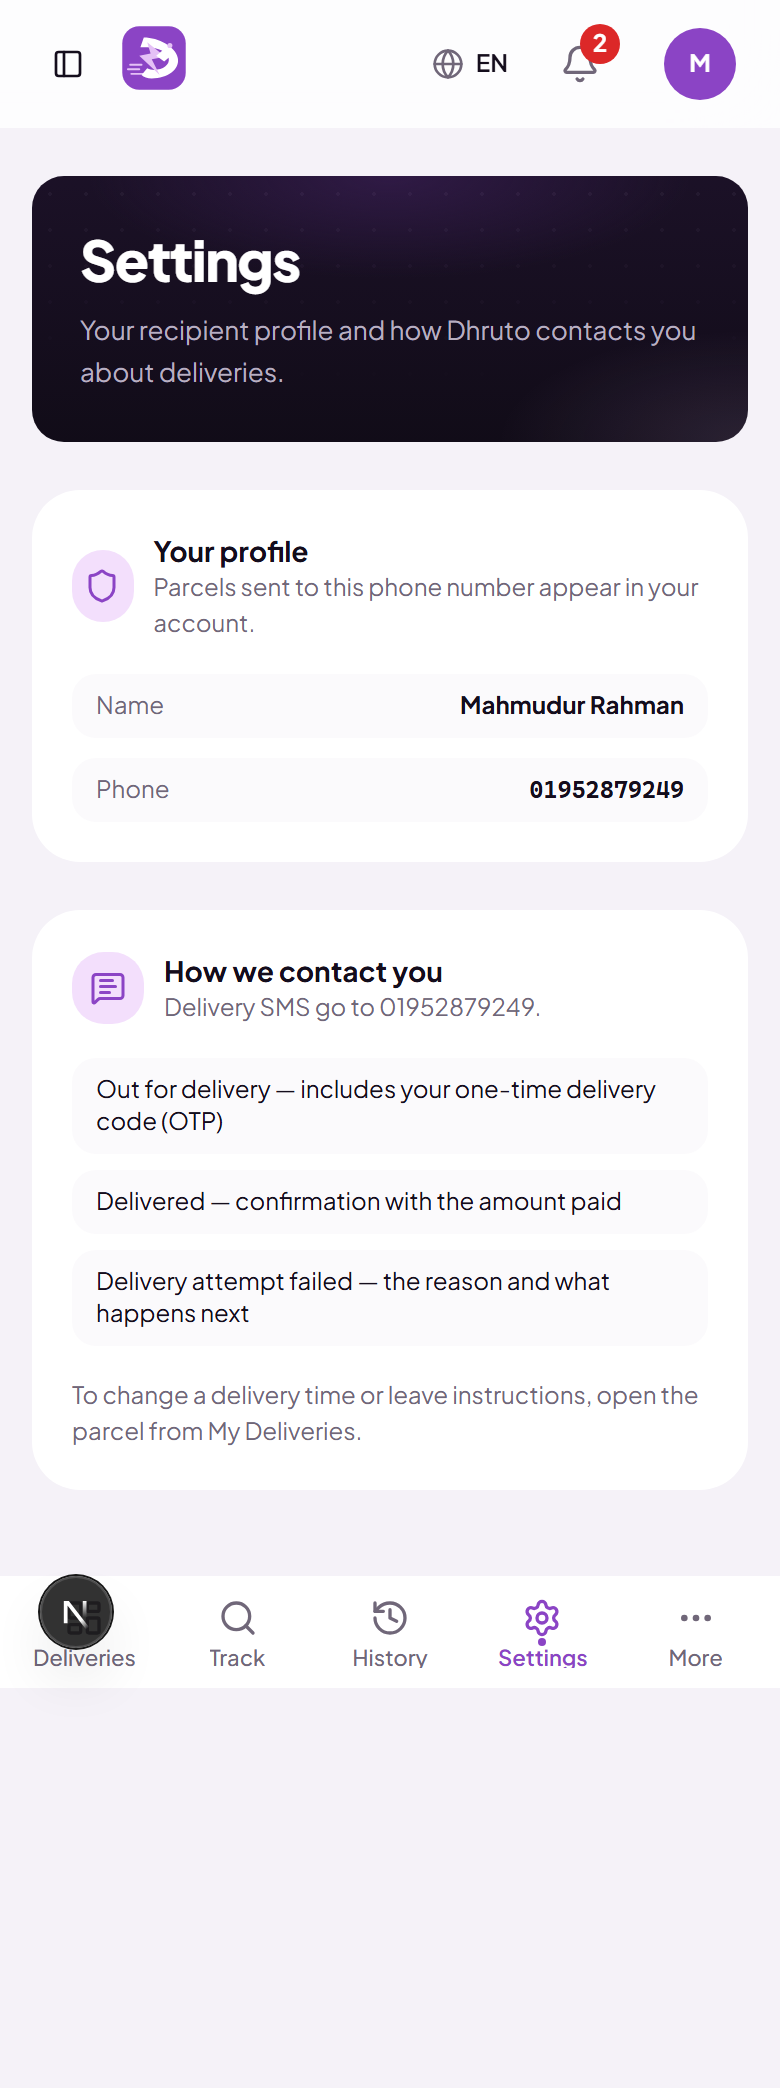 EN
2
M
Settings
Your recipient profile and how Dhruto contacts you
about deliveries.
Your profile
Parcels sent to this phone number appear in your
account.
Name
Mahmudur Rahman
Phone
01952879249
How we contact you
Delivery SMS go to 01952879249.
Out for delivery — includes your one-time delivery
code (OTP)
Delivered — confirmation with the amount paid
Delivery attempt failed — the reason and what
happens next
To change a delivery time or leave instructions, open the
parcel from My Deliveries.
N
Deliveries
Track
History
Settings
More